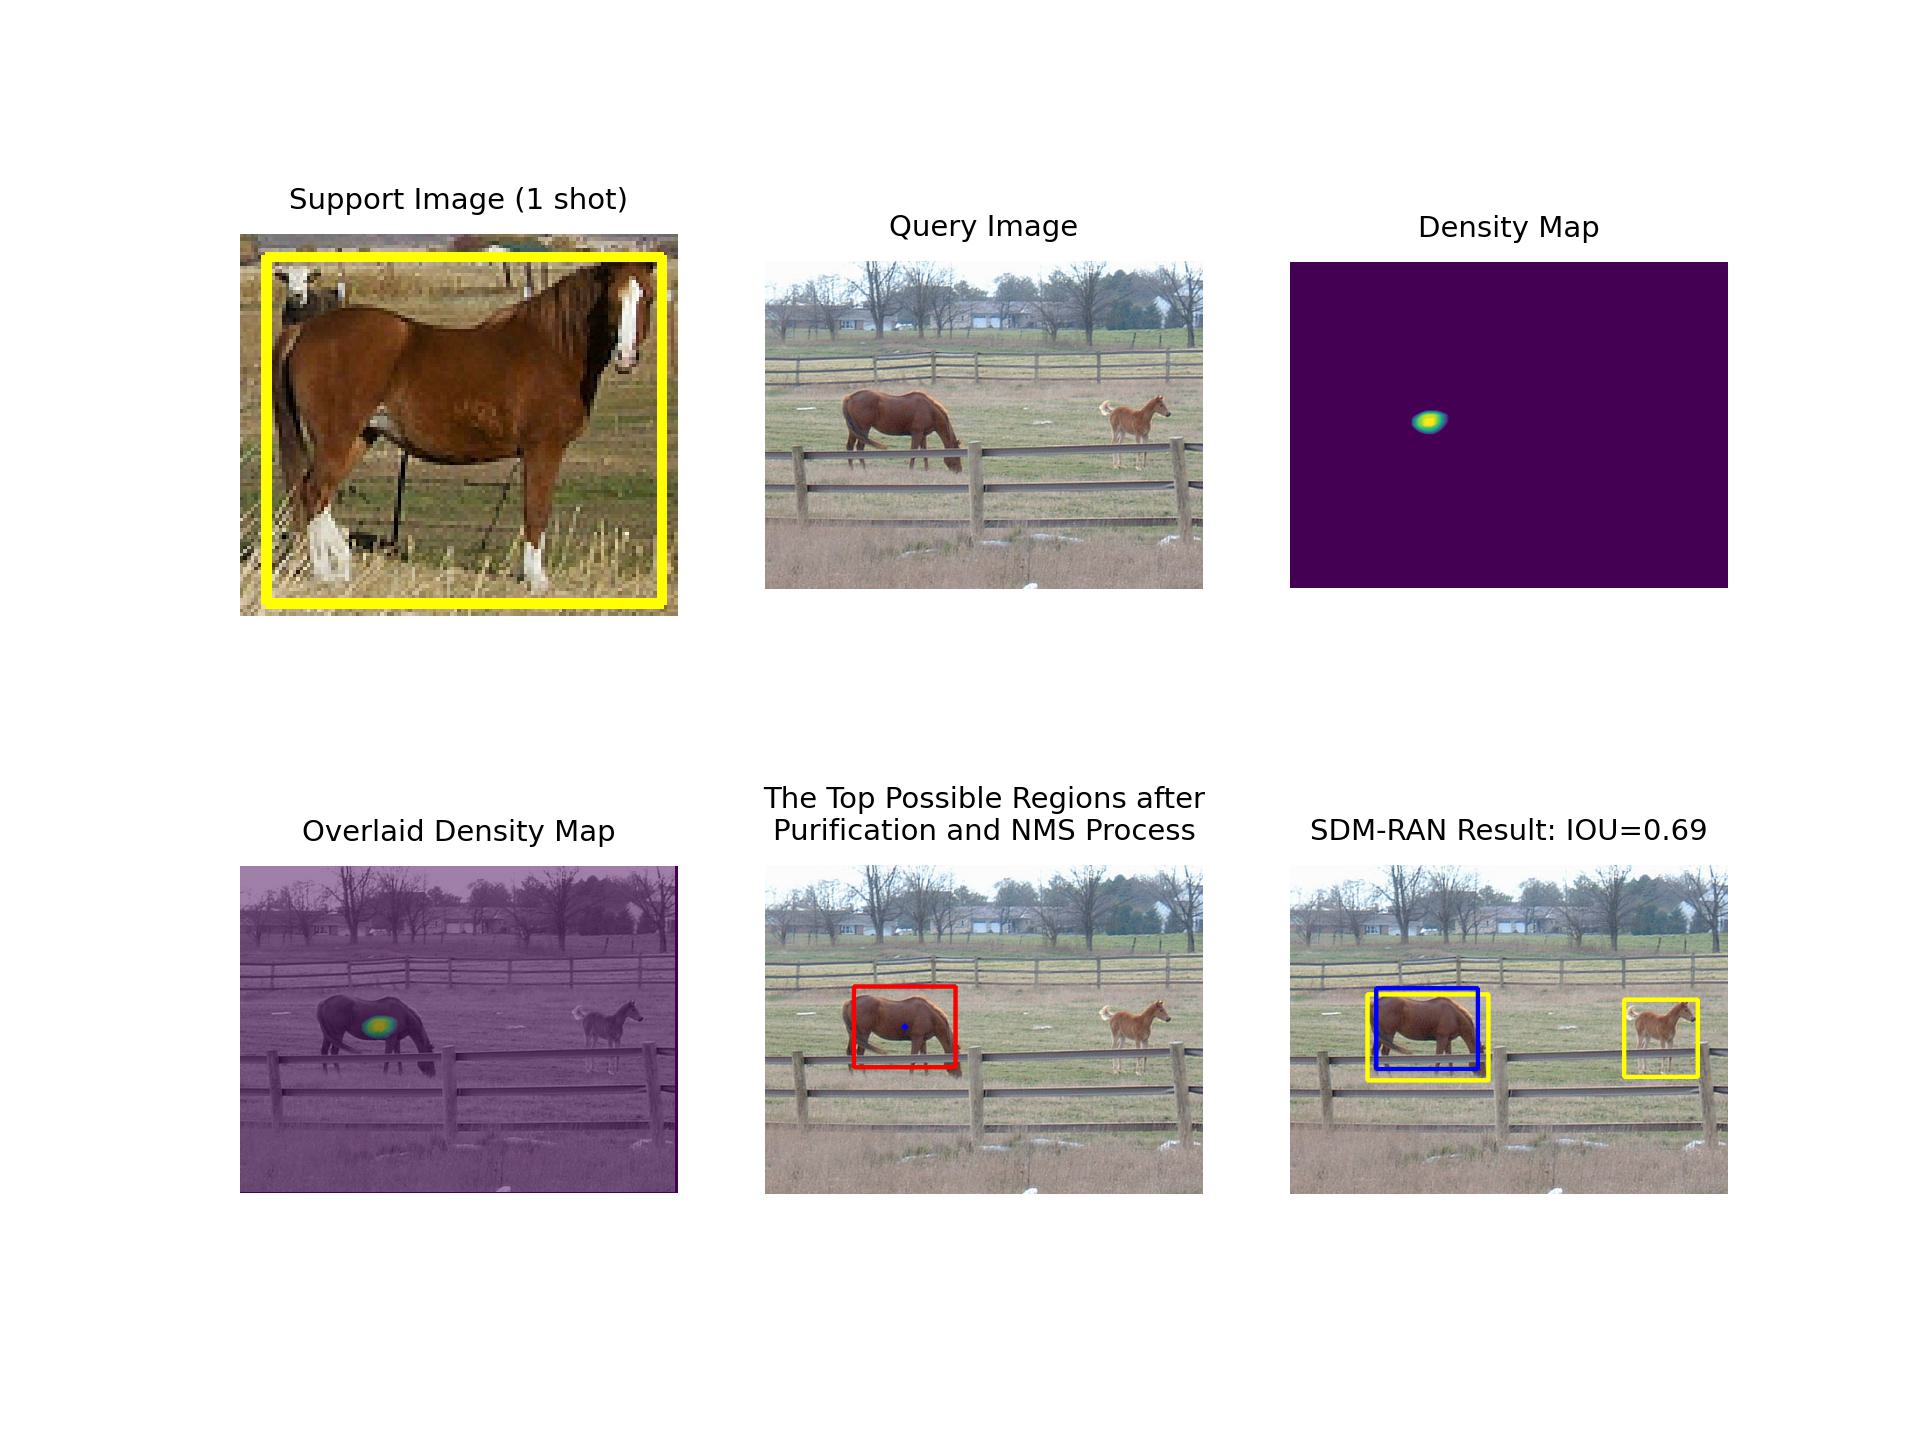 Support Image (1 shot)
Query Image
Density Map
Overlaid Density Map
The Top Possible Regions after
Purification and NMS Process
SDM-RAN Result: IOU=0.69